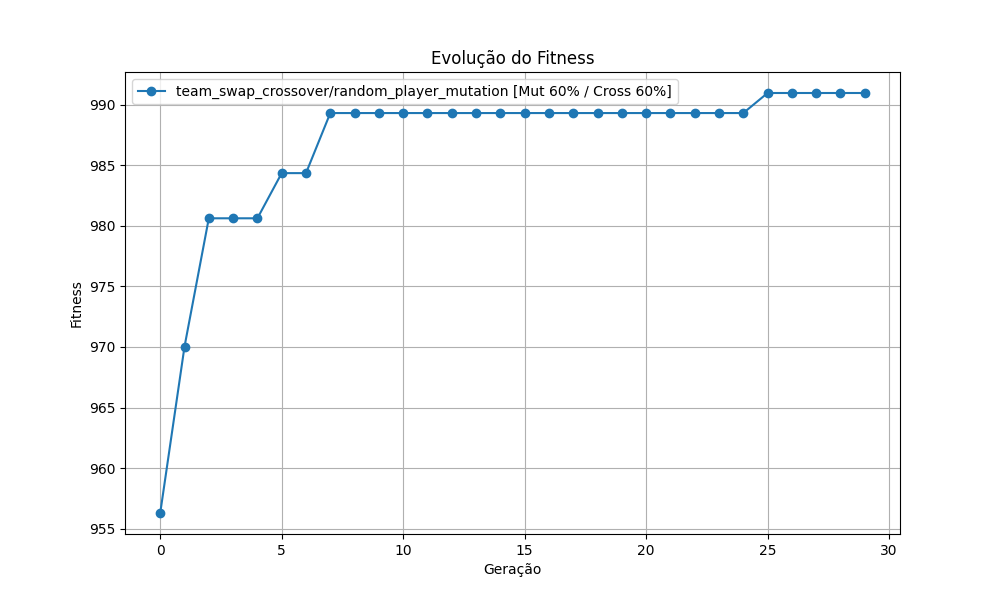 Evolução do Fitness
team_swap_crossover/random_player_mutation [Mut 60% / Cross 60%]
990
985
980
975
970
965
960
955
Fitness
0 5 10 15 20 25 30
Geração